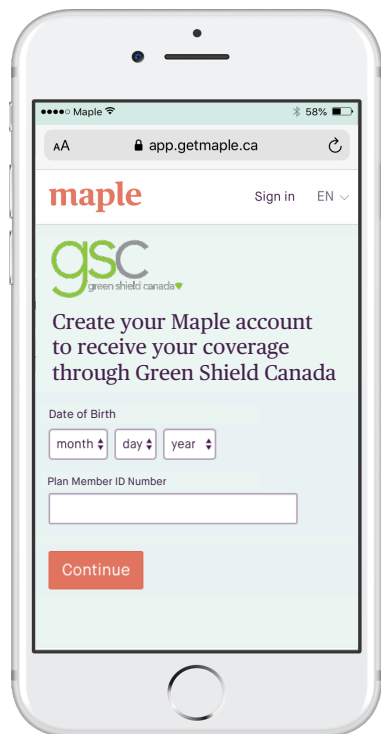 Maple 58%
AA app.getmaple.ca
maple Sign in EN
gsc
green shield canada
Create your Maple account
to receive your coverage
through Green Shield Canada
Date of Birth
month day year
Plan Member ID Number
Continue